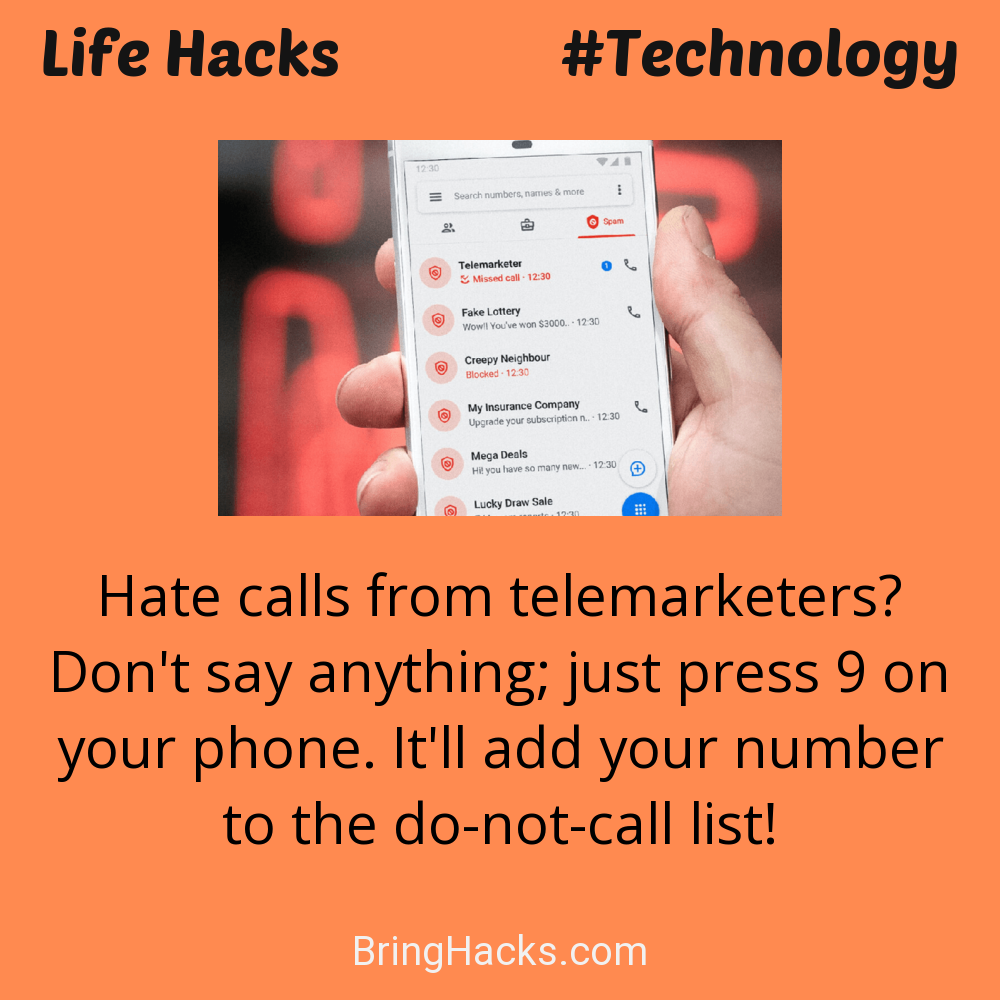 Life Hacks #Technology
12:30
Search numbers, names & more
Spam
Telemarketer
Missed call · 12:30
1
Fake Lottery
Wow!! You've won $3000.. · 12:30
Creepy Neighbour
Blocked · 12:30
My Insurance Company
Upgrade your subscription n.. · 12:30
Mega Deals
Hi! you have so many new... · 12:30
Lucky Draw Sale
12:30
Hate calls from telemarketers?
Don't say anything; just press 9 on
your phone. It'll add your number
to the do-not-call list!
BringHacks.com